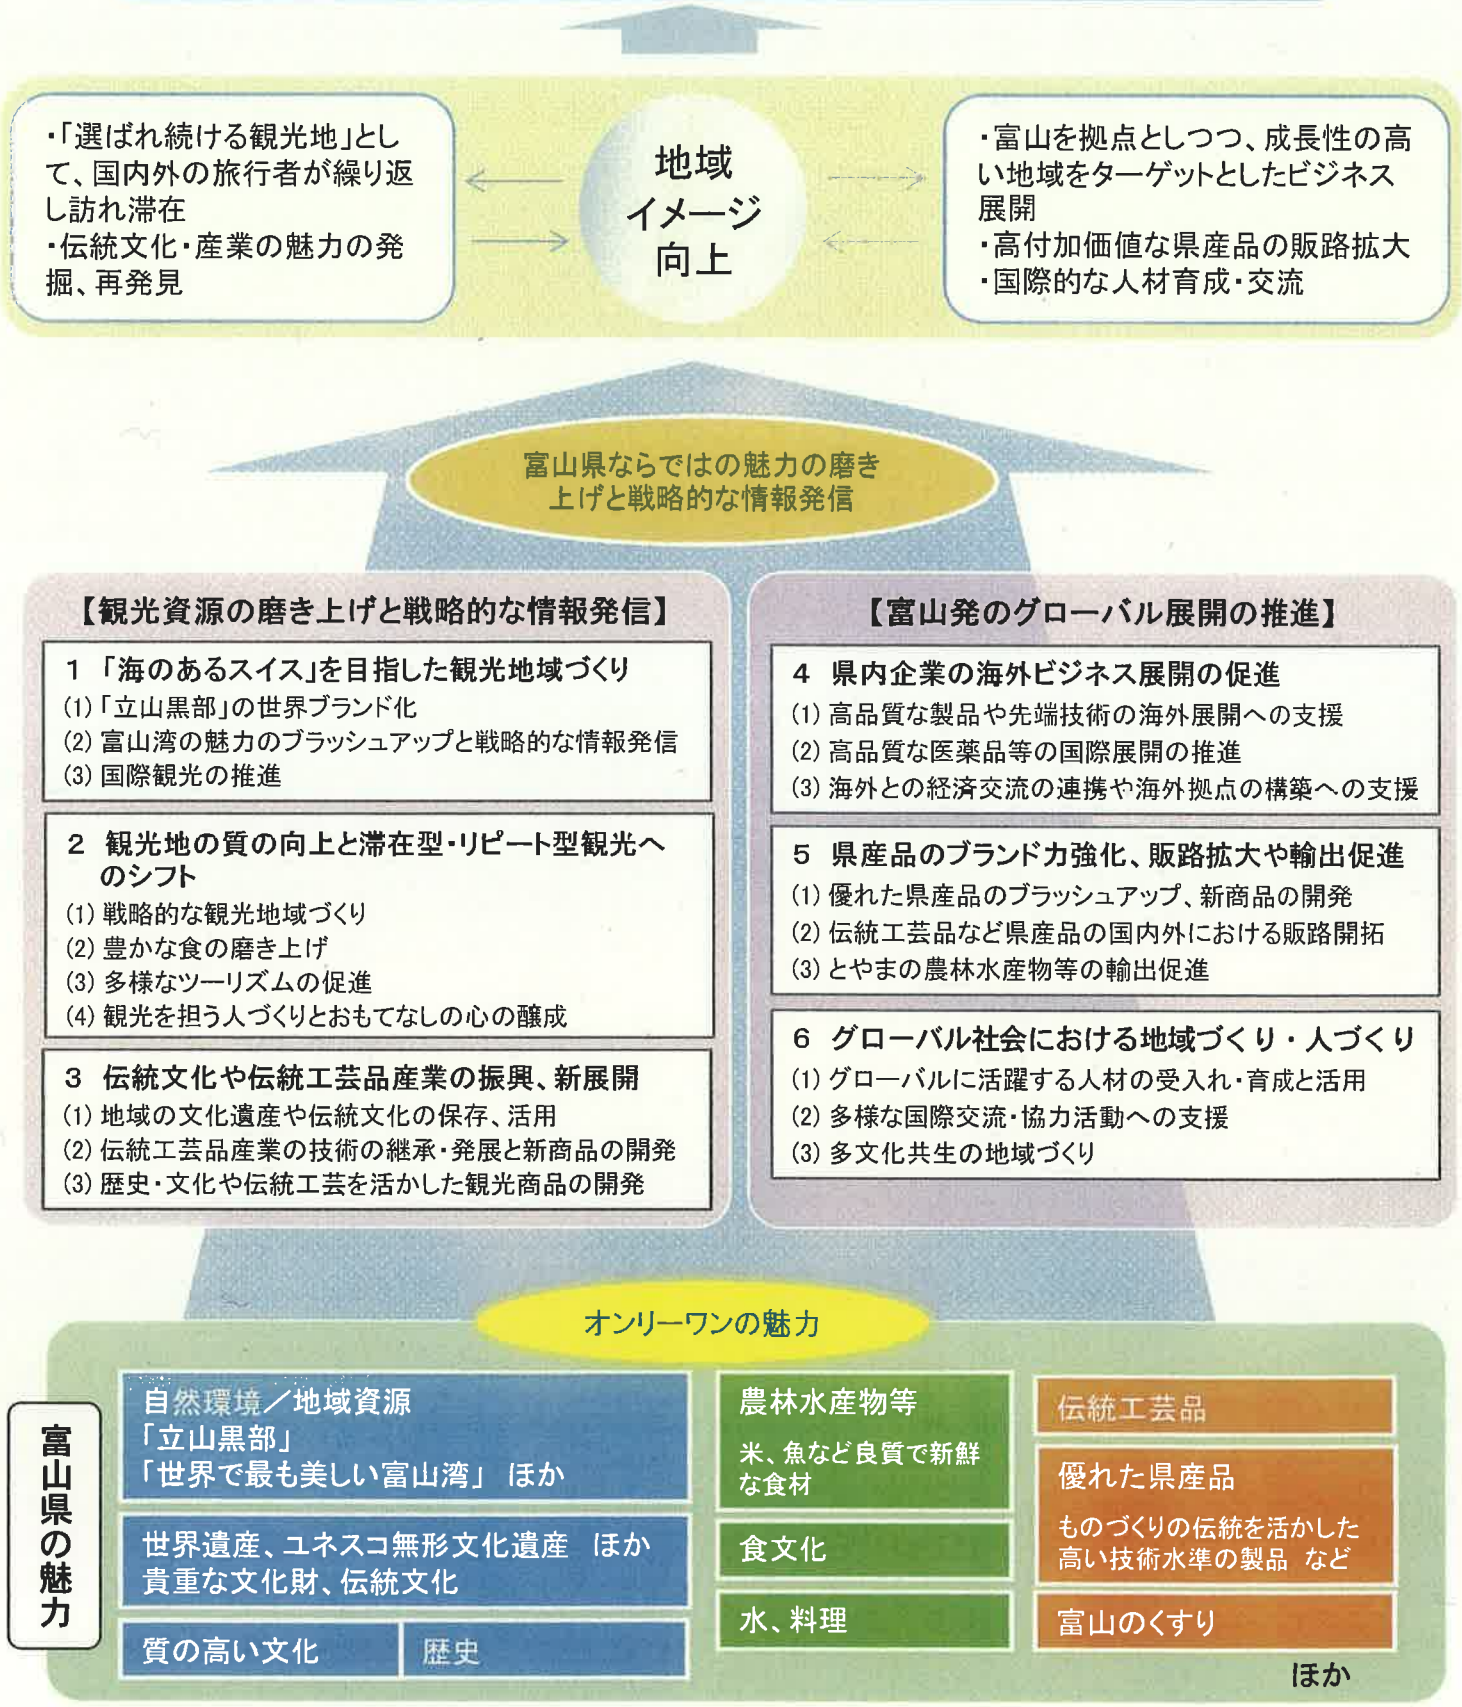 ・「選ばれ続ける観光地」とし
て、国内外の旅行者が繰り返
し訪れ滞在
・伝統文化・産業の魅力の発
掘、再発見
地域
イメージ
向上
・富山を拠点としつつ、成長性の高
い地域をターゲットとしたビジネス
展開
・高付加価値な県産品の販路拡大
・国際的な人材育成・交流
富山県ならではの魅力の磨き
上げと戦略的な情報発信
【観光資源の磨き上げと戦略的な情報発信】
1 「海のあるスイス」を目指した観光地域づくり
(1)「立山黒部」の世界ブランド化
(2) 富山湾の魅力のブラッシュアップと戦略的な情報発信
(3) 国際観光の推進
2 観光地の質の向上と滞在型・リピート型観光へ
のシフト
(1) 戦略的な観光地域づくり
(2) 豊かな食の磨き上げ
(3) 多様なツーリズムの促進
(4) 観光を担う人づくりとおもてなしの心の醸成
3 伝統文化や伝統工芸品産業の振興、新展開
(1) 地域の文化遺産や伝統文化の保存、活用
(2) 伝統工芸品産業の技術の継承・発展と新商品の開発
(3) 歴史・文化や伝統工芸を活かした観光商品の開発
【富山発のグローバル展開の推進】
4 県内企業の海外ビジネス展開の促進
(1) 高品質な製品や先端技術の海外展開への支援
(2) 高品質な医薬品等の国際展開の推進
(3) 海外との経済交流の連携や海外拠点の構築への支援
5 県産品のブランド力強化、販路拡大や輸出促進
(1) 優れた県産品のブラッシュアップ、新商品の開発
(2) 伝統工芸品など県産品の国内外における販路開拓
(3) とやまの農林水産物等の輸出促進
6 グローバル社会における地域づくり・人づくり
(1) グローバルに活躍する人材の受入れ・育成と活用
(2) 多様な国際交流・協力活動への支援
(3) 多文化共生の地域づくり
オンリーワンの魅力
富山県の魅力
自然環境／地域資源
「立山黒部」
「世界で最も美しい富山湾」 ほか
世界遺産、ユネスコ無形文化遺産 ほか
貴重な文化財、伝統文化
質の高い文化
歴史
農林水産物等
米、魚など良質で新鮮
な食材
食文化
水、料理
伝統工芸品
優れた県産品
ものづくりの伝統を活かした
高い技術水準の製品 など
富山のくすり
ほか